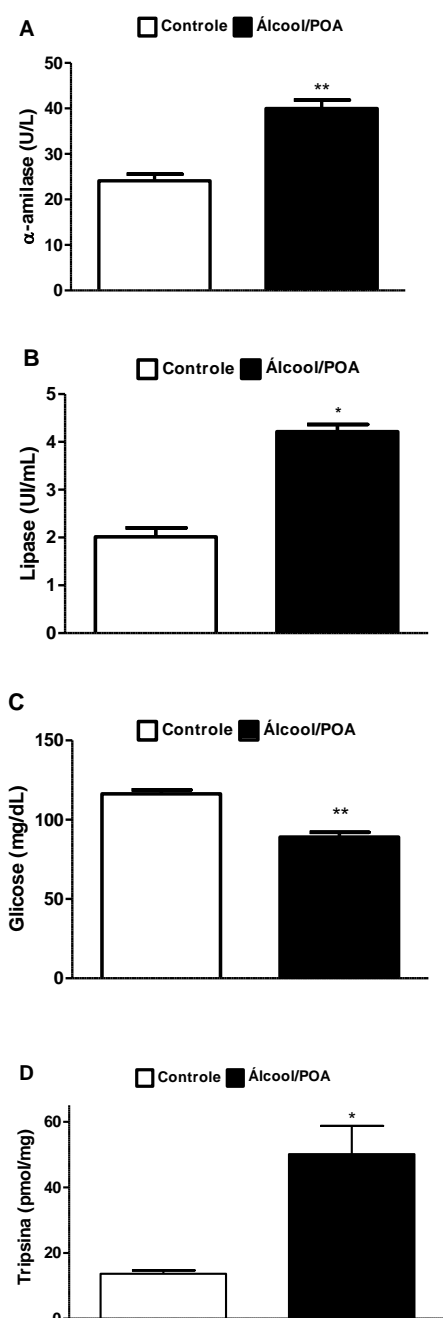 A
Controle Álcool/POA
50
40
30
20
10
0
α-amilase (U/L)
**
B
Controle Álcool/POA
5
4
3
2
1
0
Lipase (UI/mL)
*
C
Controle Álcool/POA
150
100
50
0
Glicose (mg/dL)
**
D
Controle Álcool/POA
60
40
20
0
Tripsina (pmol/mg)
*